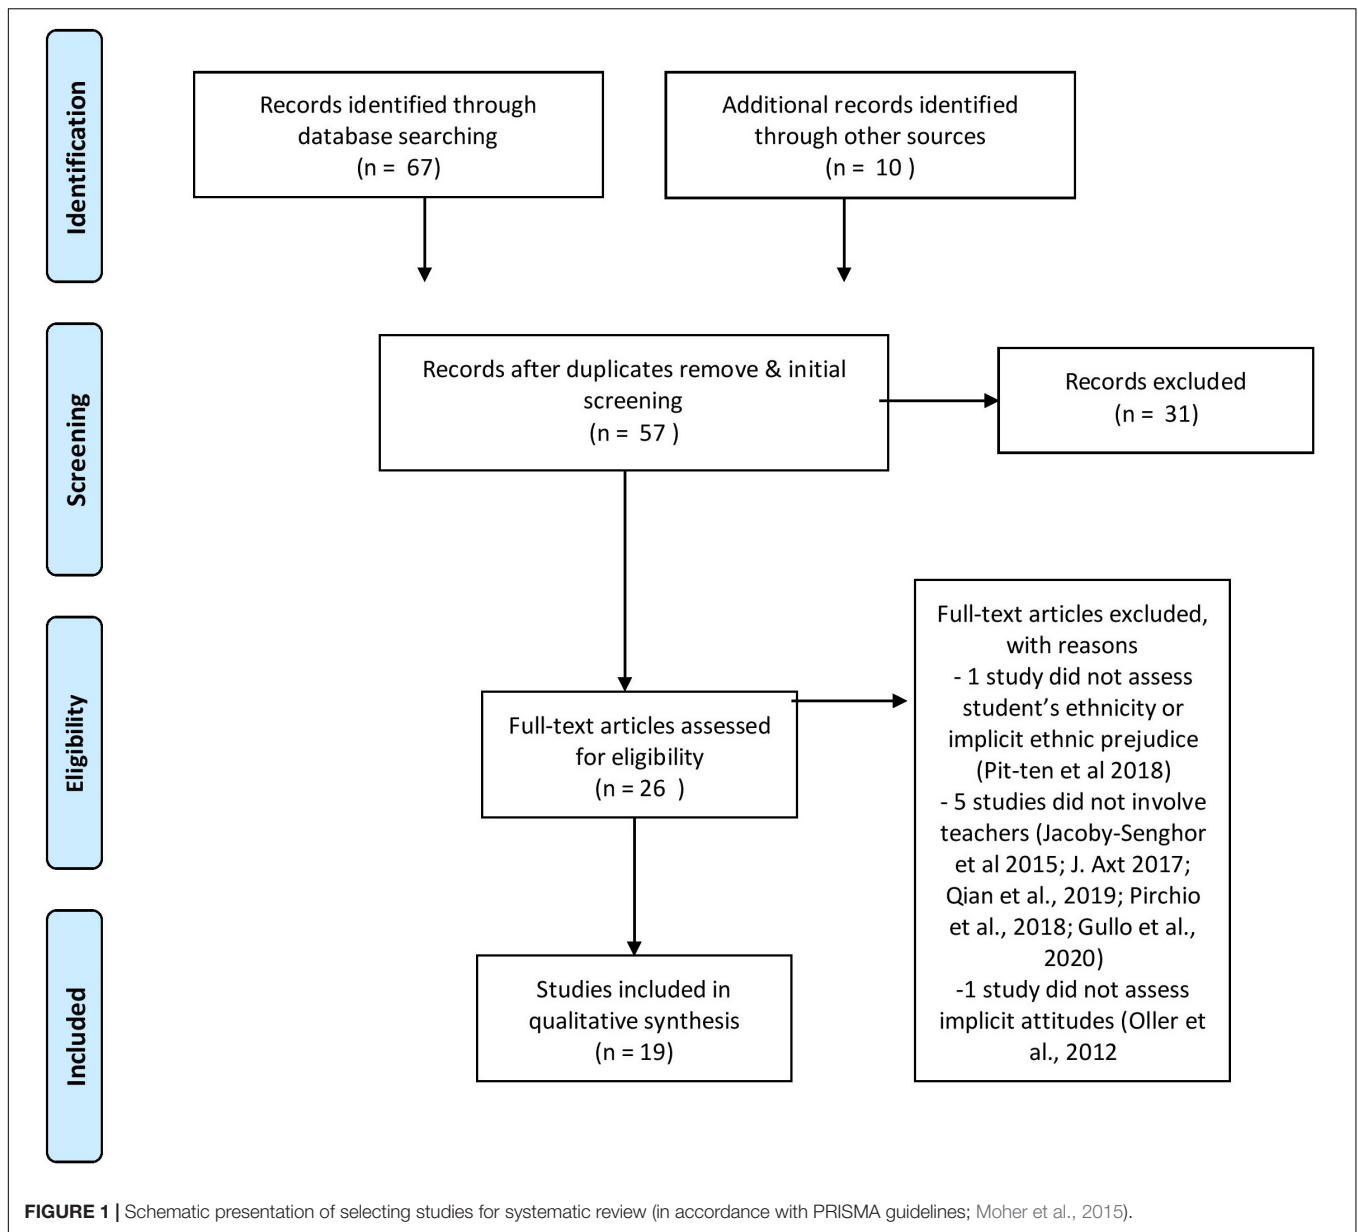 Identification
Records identified through
database searching
(n = 67)
Additional records identified
through other sources
(n = 10 )
Screening
Records after duplicates remove & initial
screening
(n = 57 )
Records excluded
(n = 31)
Eligibility
Full-text articles assessed
for eligibility
(n = 26 )
Full-text articles excluded,
with reasons
- 1 study did not assess
student’s ethnicity or
implicit ethnic prejudice
(Pit-ten et al 2018)
- 5 studies did not involve
teachers (Jacoby-Senghor
et al 2015; J. Axt 2017;
Qian et al., 2019; Pirchio
et al., 2018; Gullo et al.,
2020)
-1 study did not assess
implicit attitudes (Oller et
al., 2012
Included
Studies included in
qualitative synthesis
(n = 19)
FIGURE 1 | Schematic presentation of selecting studies for systematic review (in accordance with PRISMA guidelines; Moher et al., 2015).